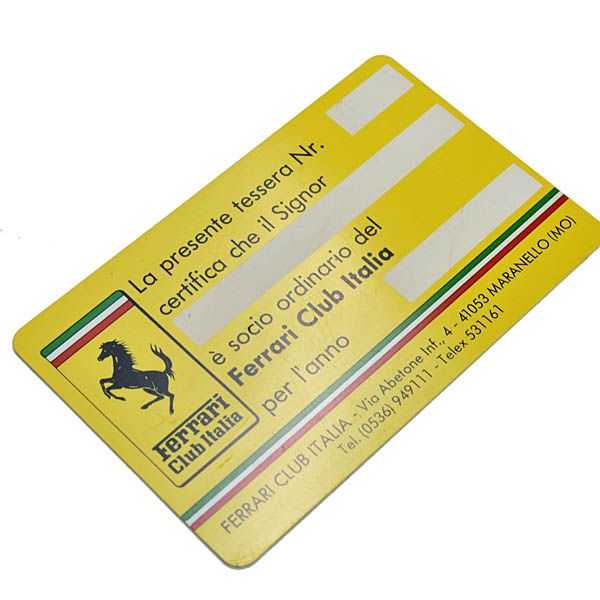 La presente tessera Nr.
certifica che il Signor
è socio ordinario del
Ferrari Club Italia
per l'anno
Ferrari
Club Italia
FERRARI CLUB ITALIA - Via Abetone Inf., 4 - 41053 MARANELLO (MO)
Tel. (0536) 949111 - Telex 531161